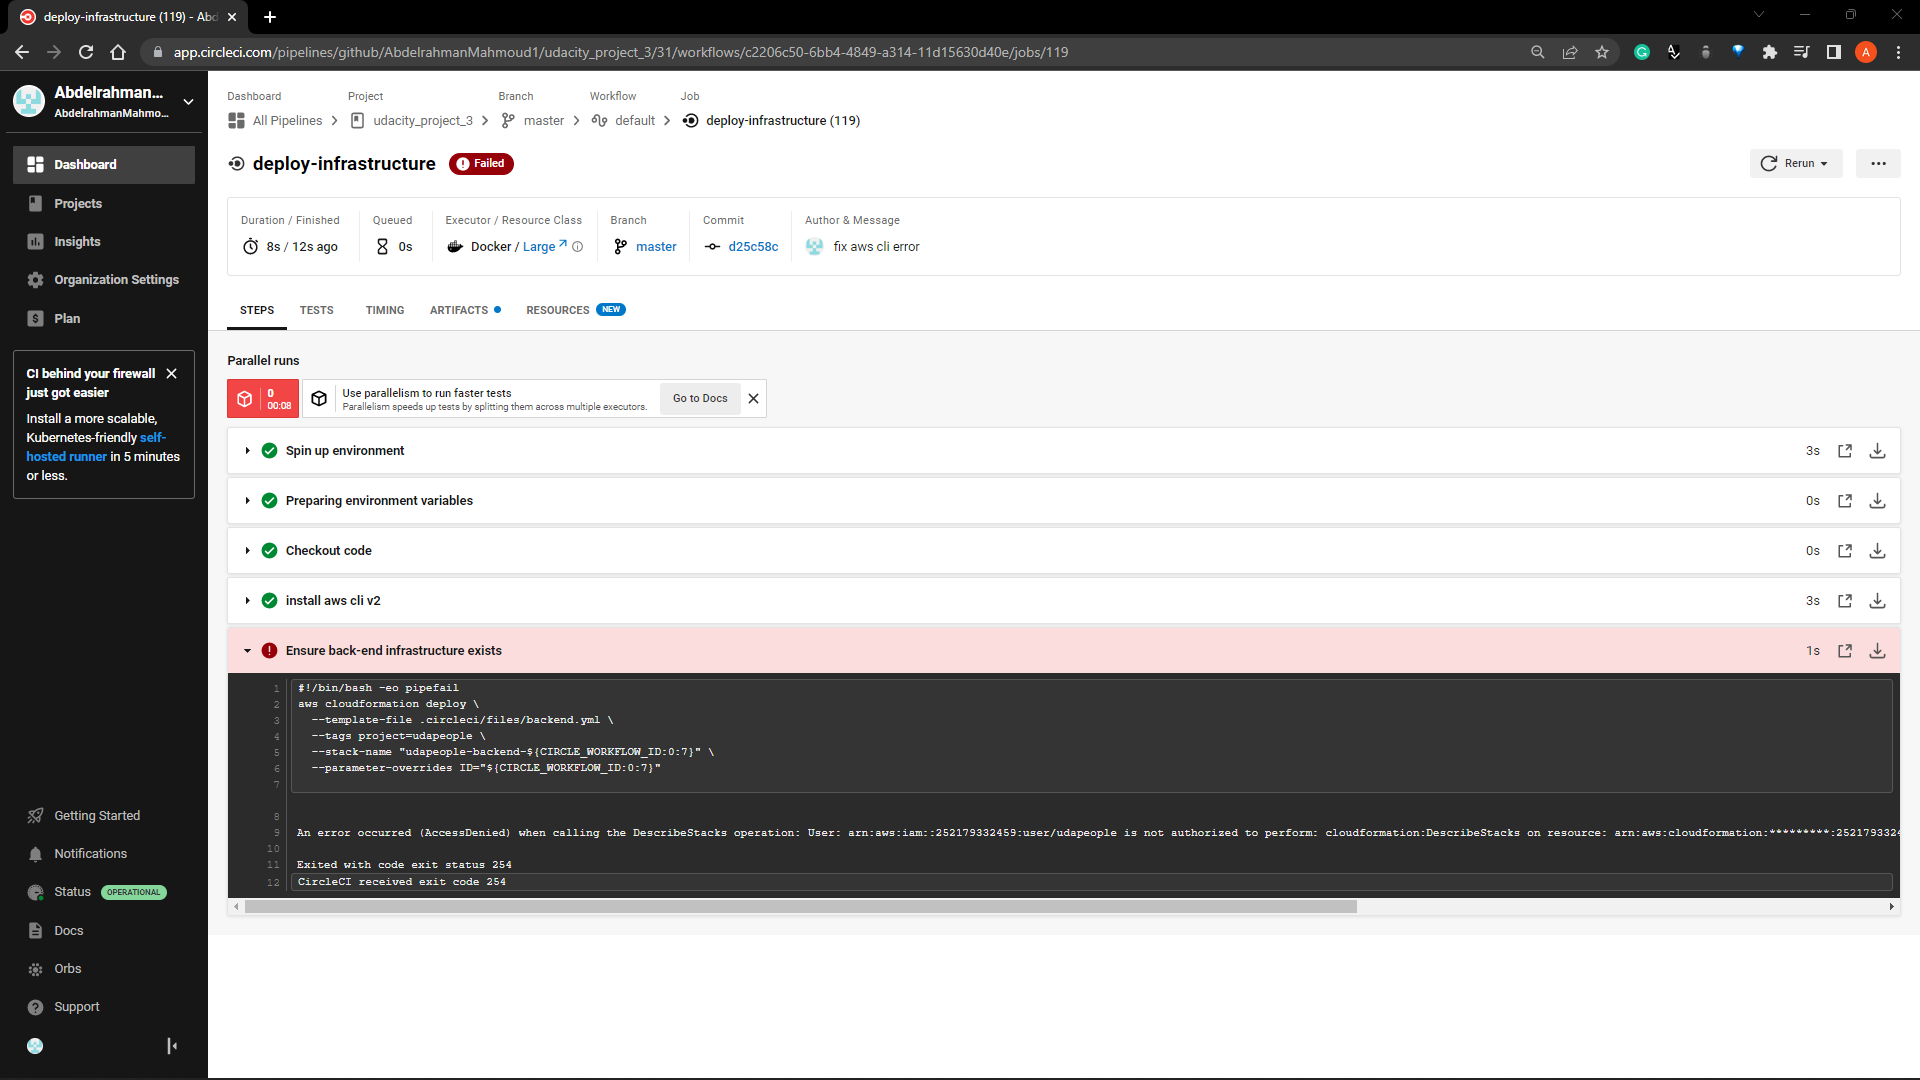 deploy-infrastructure (119) - Abd
app.circleci.com/pipelines/github/AbdelrahmanMahmoud1/udacity_project_3/31/workflows/c2206c50-6bb4-4849-a314-11d15630d40e/jobs/119
A
Abdelrahman...
AbdelrahmanMahmo...
Dashboard
Projects
Insights
Organization Settings
Plan
CI behind your firewall
just got easier
Install a more scalable,
Kubernetes-friendly self-
hosted runner in 5 minutes
or less.
Getting Started
Notifications
Status OPERATIONAL
Docs
Orbs
Support
Dashboard Project Branch Workflow Job
All Pipelines udacity_project_3 master default deploy-infrastructure (119)
deploy-infrastructure Failed
Rerun
Duration / Finished Queued Executor / Resource Class Branch Commit Author & Message
8s / 12s ago 0s Docker / Large master d25c58c fix aws cli error
STEPS TESTS TIMING ARTIFACTS RESOURCES NEW
Parallel runs
0
00:08
Use parallelism to run faster tests
Parallelism speeds up tests by splitting them across multiple executors.
Go to Docs
Spin up environment 3s
Preparing environment variables 0s
Checkout code 0s
install aws cli v2 3s
Ensure back-end infrastructure exists 1s
1 #!/bin/bash -eo pipefail
2 aws cloudformation deploy \
3 --template-file .circleci/files/backend.yml \
4 --tags project=udapeople \
5 --stack-name "udapeople-backend-${CIRCLE_WORKFLOW_ID:0:7}" \
6 --parameter-overrides ID="${CIRCLE_WORKFLOW_ID:0:7}"
7
8
9 An error occurred (AccessDenied) when calling the DescribeStacks operation: User: arn:aws:iam::252179332459:user/udapeople is not authorized to perform: cloudformation:DescribeStacks on resource: arn:aws:cloudformation:*********:2521793324
10
11 Exited with code exit status 254
12 CircleCI received exit code 254